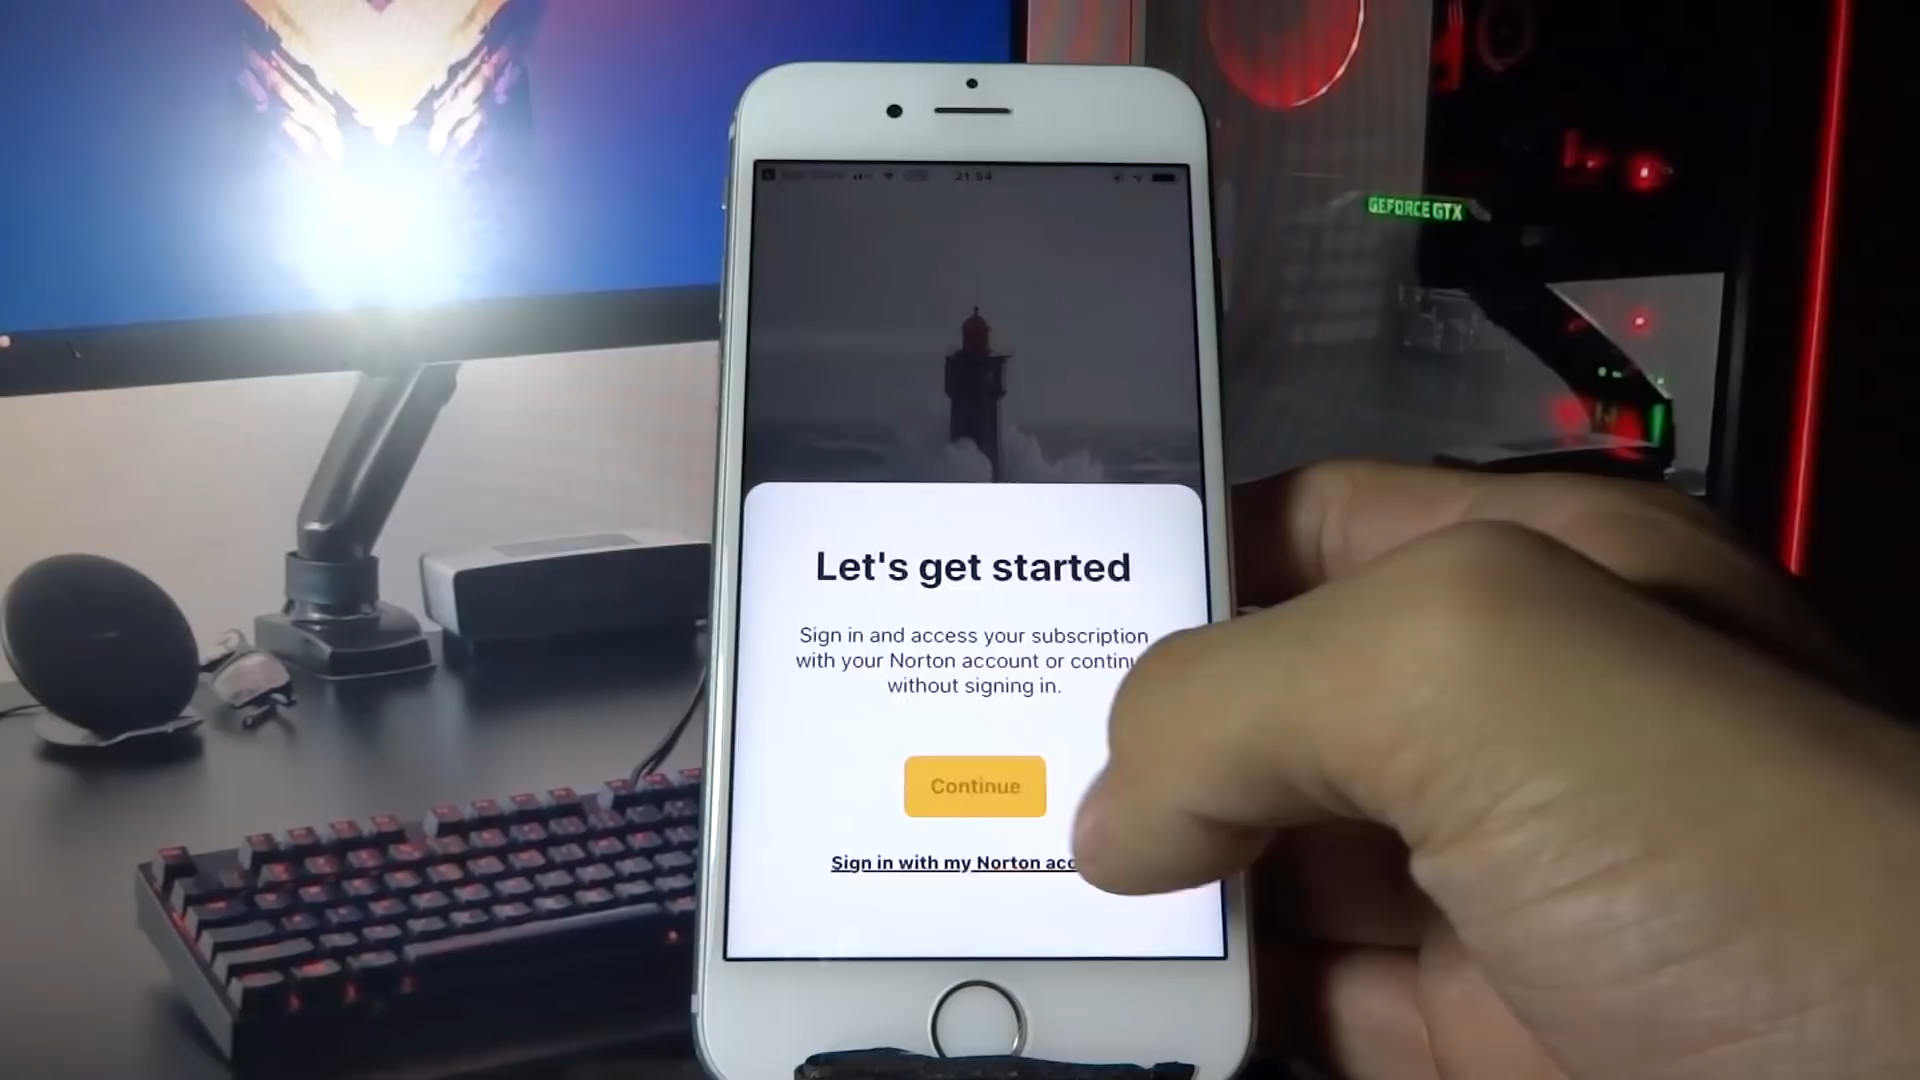 21:54
GEFORCE GTX
Let's get started
Sign in and access your subscription
with your Norton account or continu
without signing in.
Continue
Sign in with my Norton acc